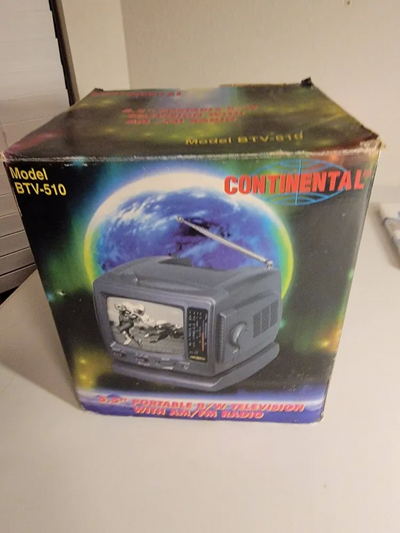 Model BTV-510
Model
BTV-510
CONTINENTAL
5.5" PORTABLE B/W TELEVISION
WITH AM/FM RADIO